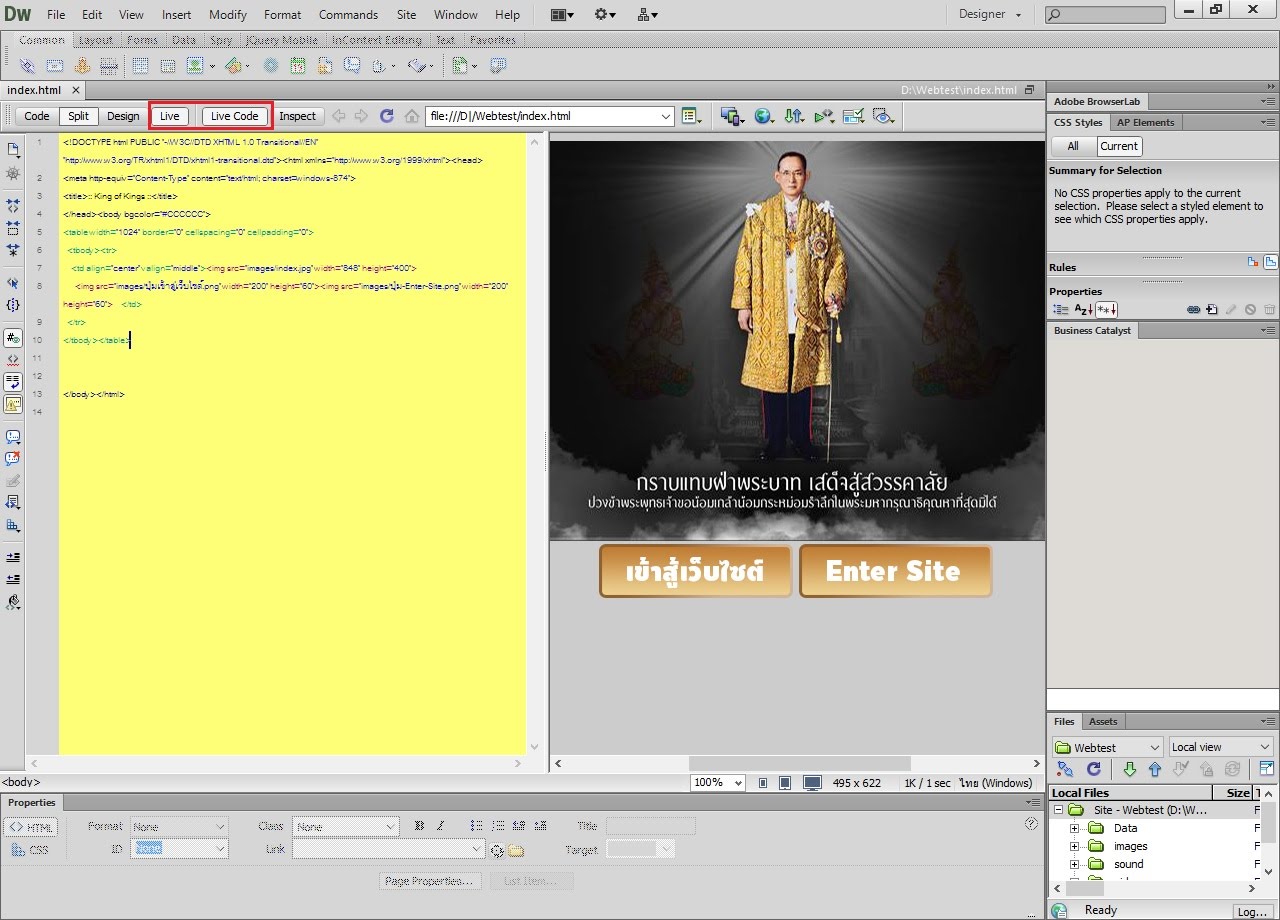 Dw File Edit View Insert Modify Format Commands Site Window Help Designer
Common Layout Forms Data Spry jQuery Mobile InContext Editing Text Favorites
index.html D:\Webtest\index.html
Code Split Design Live Live Code Inspect file:///D|/Webtest/index.html
1 <!DOCTYPE html PUBLIC "-//W3C//DTD XHTML 1.0 Transitional//EN"
"http://www.w3.org/TR/xhtml1/DTD/xhtml1-transitional.dtd"><html xmlns="http://www.w3.org/1999/xhtml"><head>
2 <meta http-equiv="Content-Type" content="text/html; charset=windows-874">
3 <title>:: King of Kings ::</title>
4 </head><body bgcolor="#CCCCCC">
5 <table width="1024" border="0" cellspacing="0" cellpadding="0">
6 <tbody><tr>
7 <td align="center" valign="middle"><img src="images/index.jpg" width="848" height="400">
8 <img src="images/ปุ่มเข้าสู่เว็บไซต์.png" width="200" height="60"><img src="images/ปุ่ม-Enter-Site.png" width="200"
height="60"> </td>
9 </tr>
10 </tbody></table>
11
12
13 </body></html>
14
กราบแทบฝ่าพระบาท เสด็จสู่สวรรคาลัย
ปวงข้าพระพุทธเจ้าขอน้อมเกล้าน้อมกระหม่อมรำลึกในพระมหากรุณาธิคุณหาที่สุดมิได้
เข้าสู่เว็บไซต์ Enter Site
Adobe BrowserLab
CSS Styles AP Elements
All Current
Summary for Selection
No CSS properties apply to the current
selection. Please select a styled element to
see which CSS properties apply.
Rules
Properties
Az↓ **↓
Business Catalyst
Files Assets
Webtest Local view
Local Files Size T
Site - Webtest (D:\W... F
Data F
images F
sound F
Ready Log...
<body> 100% 495 x 622 1K / 1 sec ไทย (Windows)
Properties
<> HTML Format None Class None B I Title
CSS ID None Link Target
Page Properties... List Item...